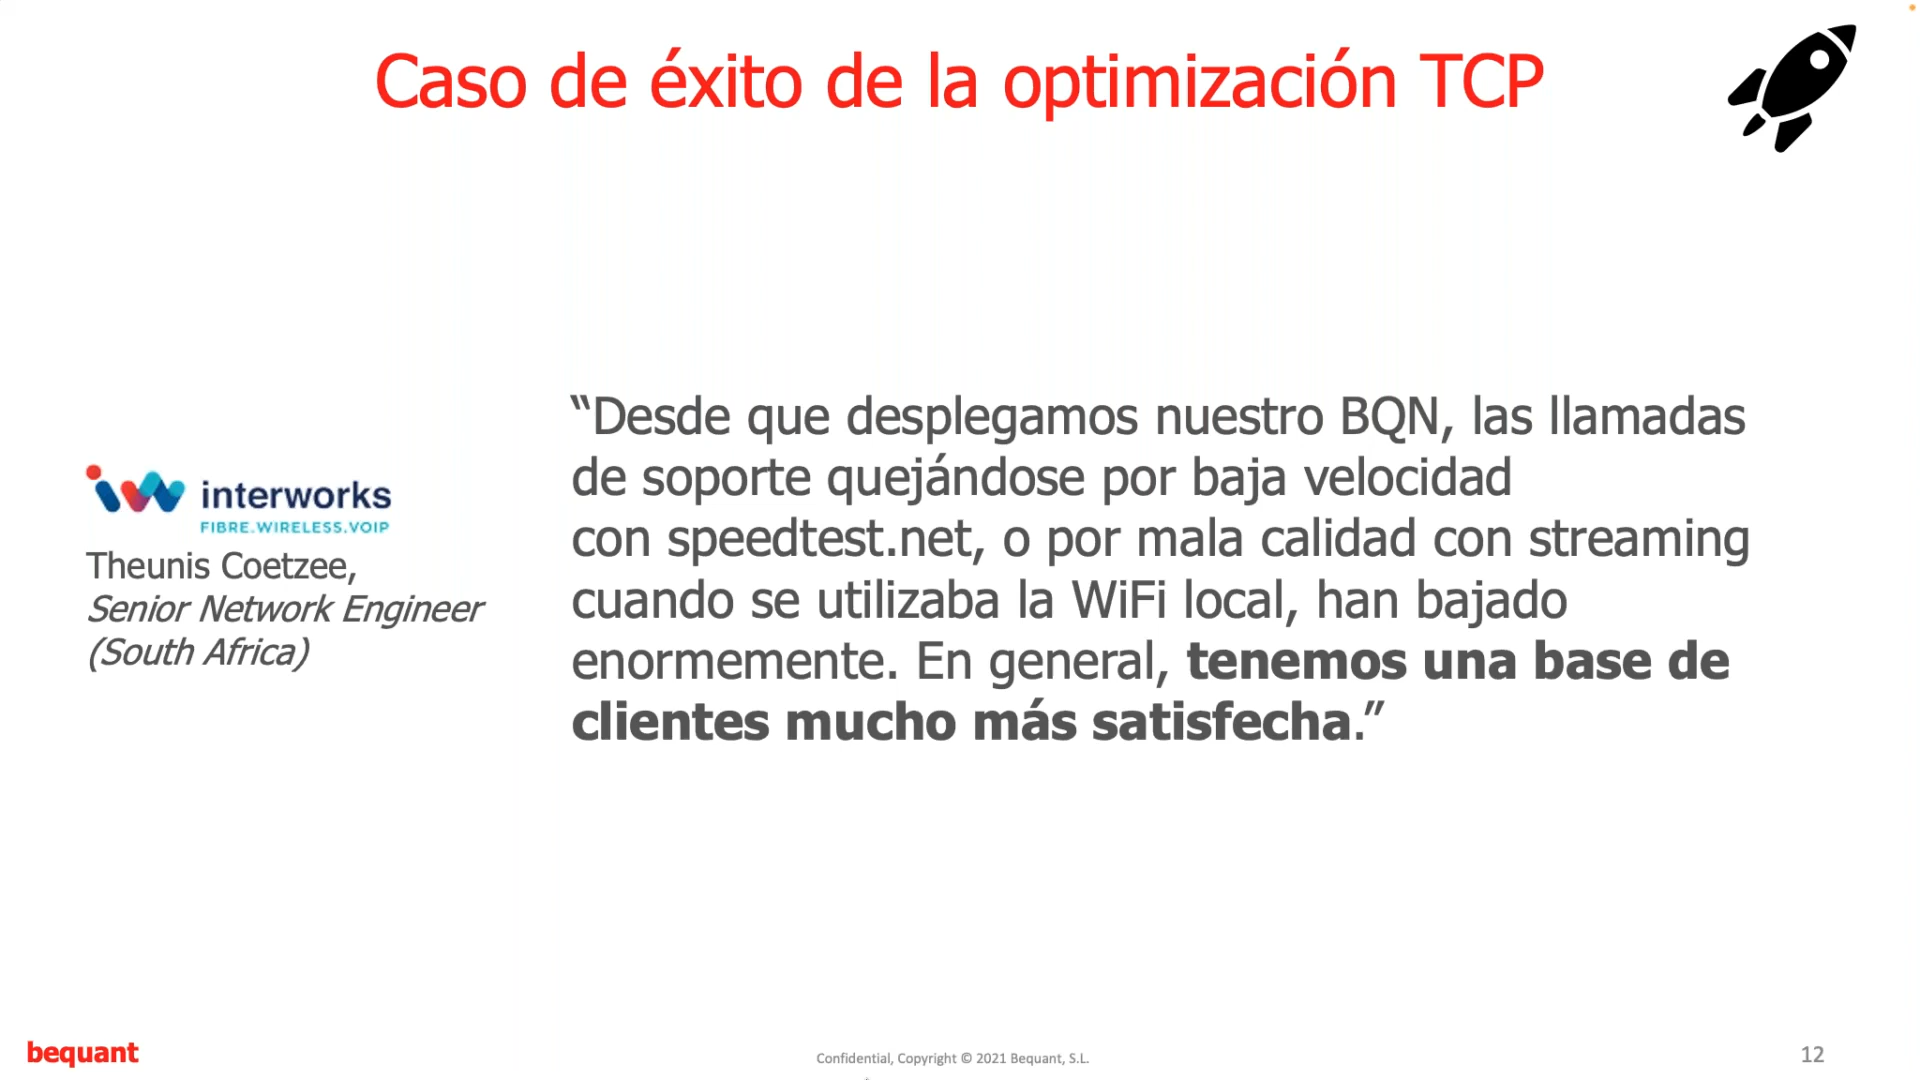 Caso de éxito de la optimización TCP
interworks
FIBRE.WIRELESS.VOIP
Theunis Coetzee,
Senior Network Engineer
(South Africa)
“Desde que desplegamos nuestro BQN, las llamadas
de soporte quejándose por baja velocidad
con speedtest.net, o por mala calidad con streaming
cuando se utilizaba la WiFi local, han bajado
enormemente. En general, tenemos una base de
clientes mucho más satisfecha.”
bequant
Confidential, Copyright © 2021 Bequant, S.L.
12